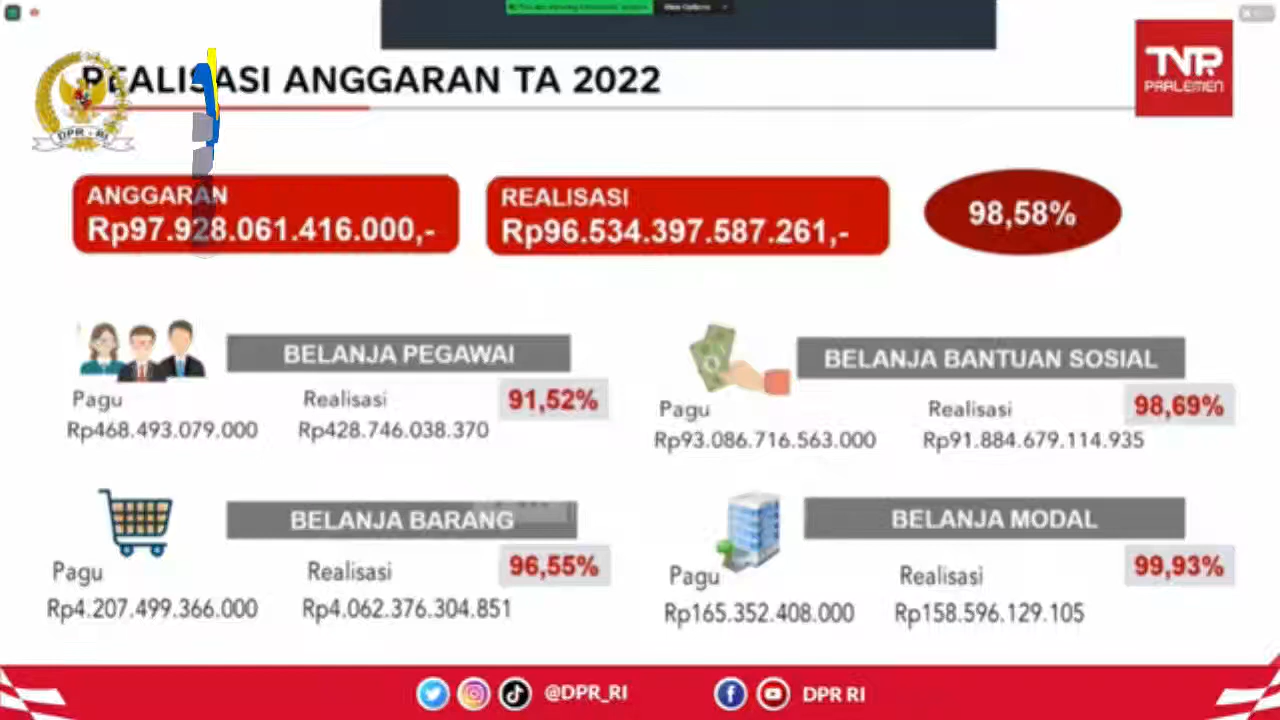 REALISASI ANGGARAN TA 2022
DPR - RI
TVR
PARLEMEN
ANGGARAN
Rp97.928.061.416.000,-
REALISASI
Rp96.534.397.587.261,-
98,58%
BELANJA PEGAWAI
Pagu
Realisasi
91,52%
Rp468.493.079.000
Rp428.746.038.370
BELANJA BANTUAN SOSIAL
Pagu
Realisasi
98,69%
Rp93.086.716.563.000
Rp91.884.679.114.935
BELANJA BARANG
Pagu
Realisasi
96,55%
Rp4.207.499.366.000
Rp4.062.376.304.851
BELANJA MODAL
Pagu
Realisasi
99,93%
Rp165.352.408.000
Rp158.596.129.105
@DPR_RI
DPR RI